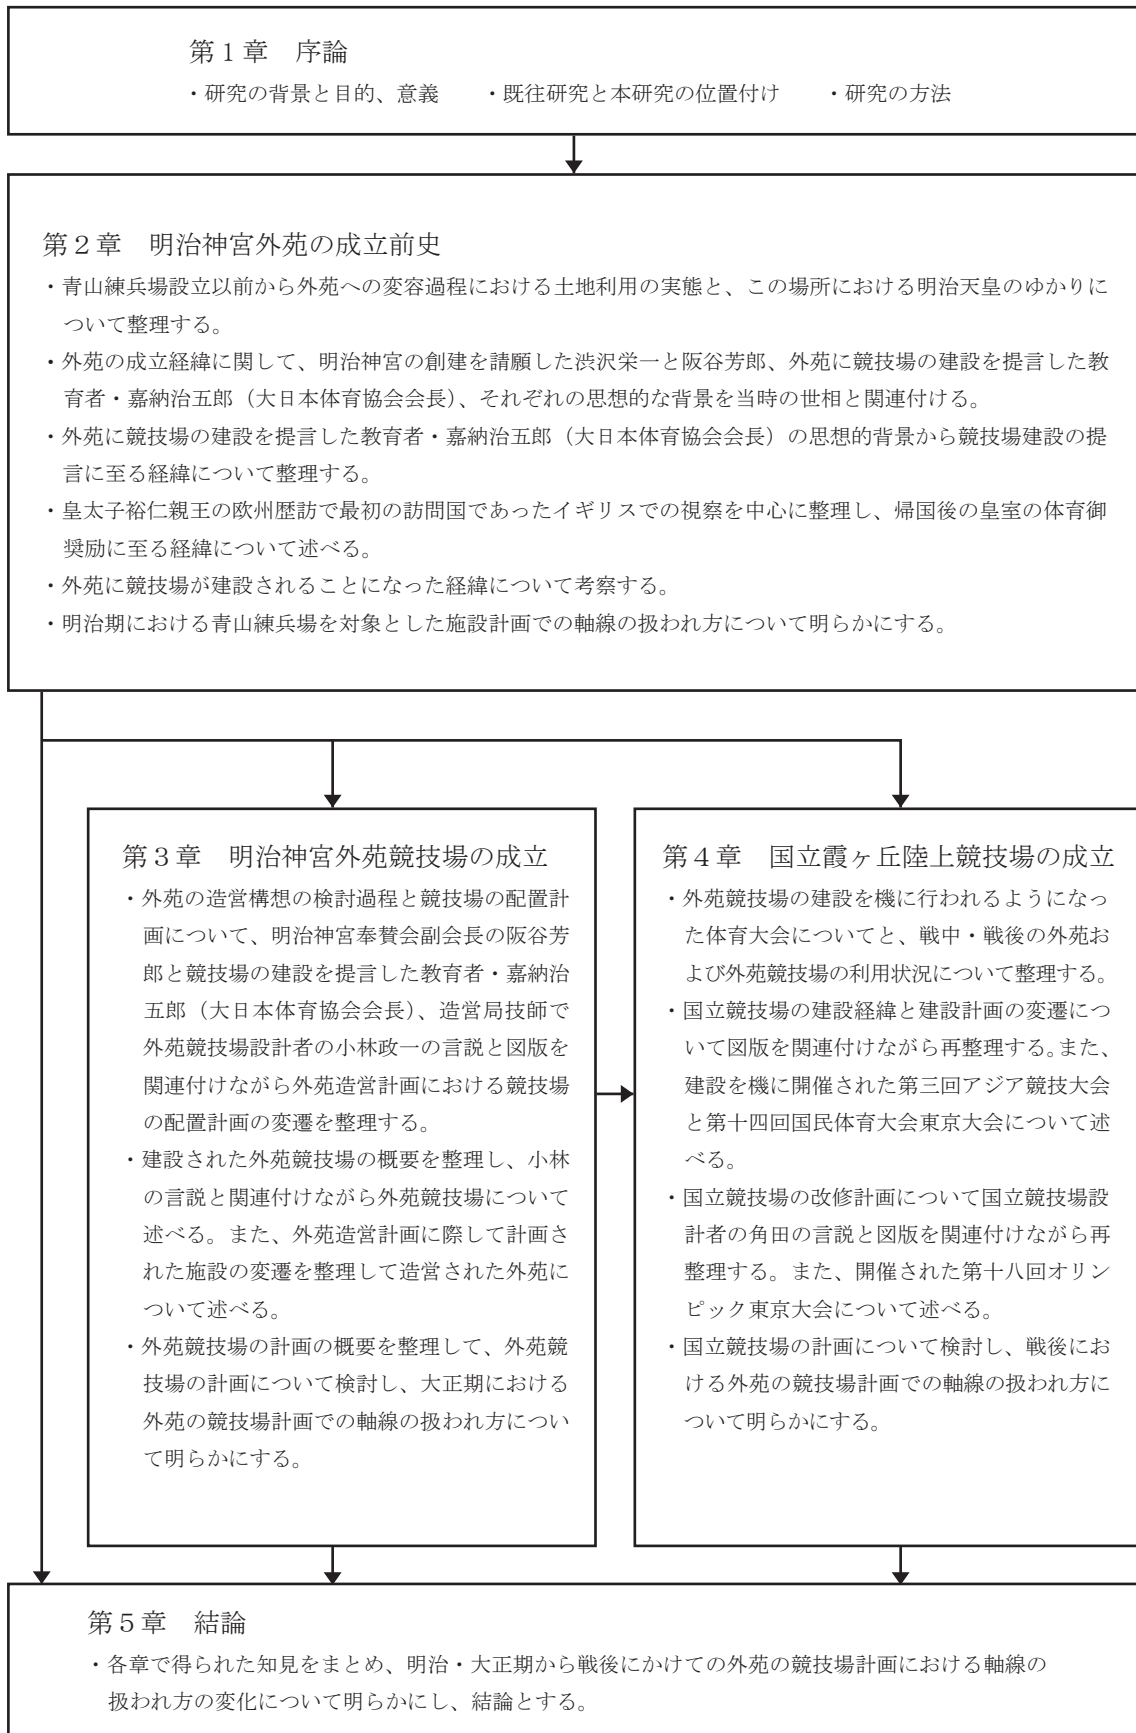 第1章　序論
・研究の背景と目的、意義　　・既往研究と本研究の位置付け　　・研究の方法
第2章　明治神宮外苑の成立前史
・青山練兵場設立以前から外苑への変容過程における土地利用の実態と、この場所における明治天皇のゆかりに
ついて整理する。
・外苑の成立経緯に関して、明治神宮の創建を請願した渋沢栄一と阪谷芳郎、外苑に競技場の建設を提言した教
育者・嘉納治五郎（大日本体育協会会長）、それぞれの思想的な背景を当時の世相と関連付ける。
・外苑に競技場の建設を提言した教育者・嘉納治五郎（大日本体育協会会長）の思想的背景から競技場建設の提
言に至る経緯について整理する。
・皇太子裕仁親王の欧州歴訪で最初の訪問国であったイギリスでの視察を中心に整理し、帰国後の皇室の体育御
奨励に至る経緯について述べる。
・外苑に競技場が建設されることになった経緯について考察する。
・明治期における青山練兵場を対象とした施設計画での軸線の扱われ方について明らかにする。
第3章　明治神宮外苑競技場の成立
・外苑の造営構想の検討過程と競技場の配置計
画について、明治神宮奉賛会副会長の阪谷芳
郎と競技場の建設を提言した教育者・嘉納治
五郎（大日本体育協会会長）、造営局技師で
外苑競技場設計者の小林政一の言説と図版を
関連付けながら外苑造営計画における競技場
の配置計画の変遷を整理する。
・建設された外苑競技場の概要を整理し、小林
の言説と関連付けながら外苑競技場について
述べる。また、外苑造営計画に際して計画さ
れた施設の変遷を整理して造営された外苑に
ついて述べる。
・外苑競技場の計画の概要を整理して、外苑競
技場の計画について検討し、大正期における
外苑の競技場計画での軸線の扱われ方につい
て明らかにする。
第4章　国立霞ヶ丘陸上競技場の成立
・外苑競技場の建設を機に行われるようになっ
た体育大会についてと、戦中・戦後の外苑お
よび外苑競技場の利用状況について整理する。
・国立競技場の建設経緯と建設計画の変遷につ
いて図版を関連付けながら再整理する。また、
建設を機に開催された第三回アジア競技大会
と第十四回国民体育大会東京大会について述
べる。
・国立競技場の改修計画について国立競技場設
計者の角田の言説と図版を関連付けながら再
整理する。また、開催された第十八回オリン
ピック東京大会について述べる。
・国立競技場の計画について検討し、戦後にお
ける外苑の競技場計画での軸線の扱われ方に
ついて明らかにする。
第5章　結論
・各章で得られた知見をまとめ、明治・大正期から戦後にかけての外苑の競技場計画における軸線の
扱われ方の変化について明らかにし、結論とする。